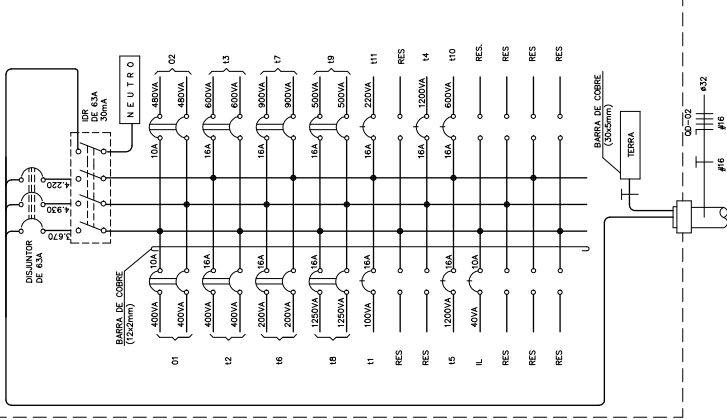 02
t3
t7
t9
t11
RES
t4
t10
RES.
RES
RES
RES
480VA
480VA
600VA
600VA
900VA
900VA
500VA
500VA
220VA
1200VA
600VA
10A
16A
16A
16A
16A
16A
16A
NEUTRO
IDR
DE 63A
30mA
4.220
4.930
3.670
DISJUNTOR
DE 63A
BARRA DE COBRE
(12x2mm)
10A
16A
16A
16A
16A
16A
10A
400VA
400VA
400VA
400VA
200VA
200VA
1250VA
1250VA
100VA
1200VA
40VA
01
t2
t6
t8
t1
RES
RES
t5
IL
RES
RES
RES
BARRA DE COBRE
(30x5mm)
TERRA
QD-02
ø32
#16
#16